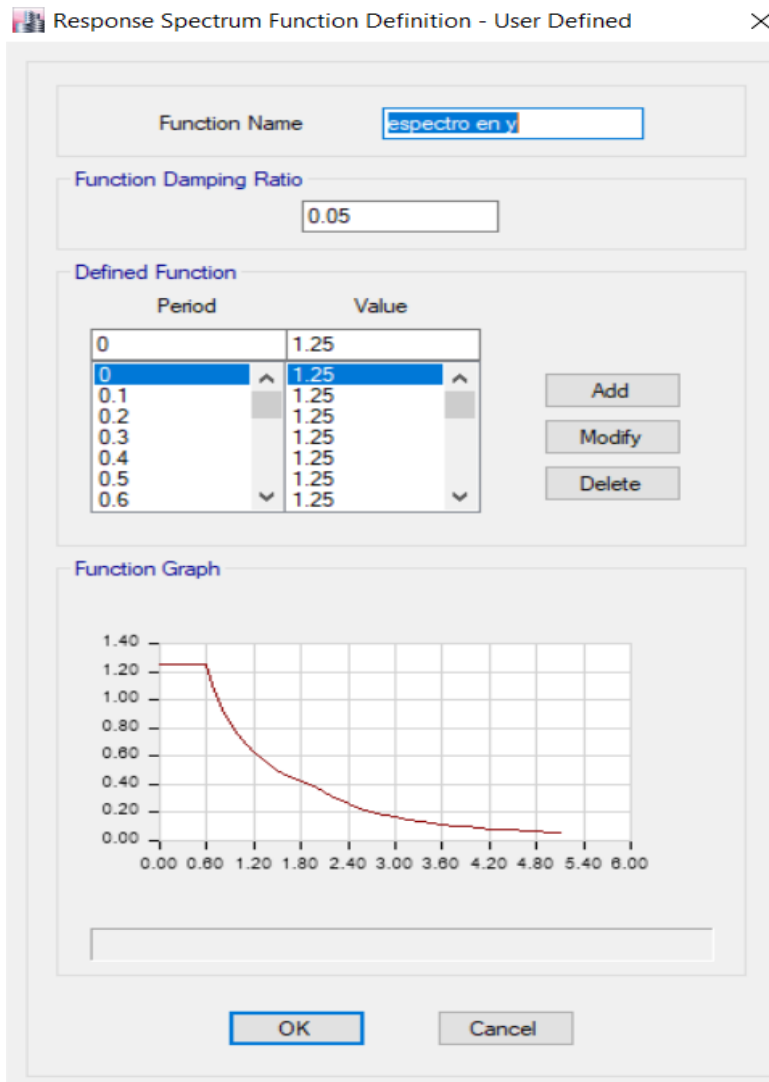 Response Spectrum Function Definition - User Defined
Function Name
espectro en y
Function Damping Ratio
0.05
Defined Function
Period Value
0 1.25
0 1.25
0.1 1.25
0.2 1.25
0.3 1.25
0.4 1.25
0.5 1.25
0.6 1.25
Add
Modify
Delete
Function Graph
1.40
1.20
1.00
0.80
0.60
0.40
0.20
0.00
0.00 0.60 1.20 1.80 2.40 3.00 3.60 4.20 4.80 5.40 6.00
OK Cancel